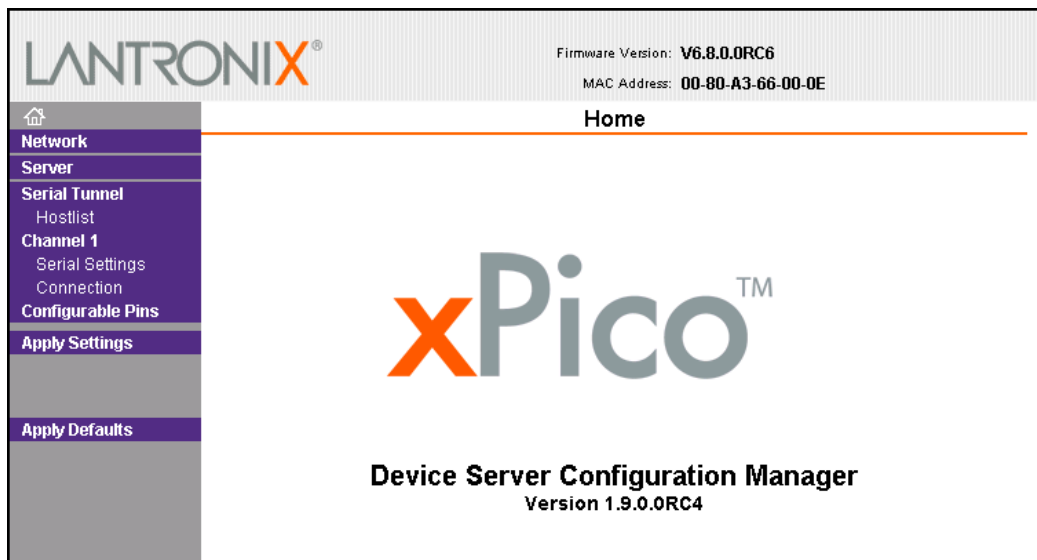 LANTRONIX®
Firmware Version: V6.8.0.0RC6
MAC Address: 00-80-A3-66-00-0E
Home
Network
Server
Serial Tunnel
Hostlist
Channel 1
Serial Settings
Connection
Configurable Pins
Apply Settings
Apply Defaults
xPico™
Device Server Configuration Manager
Version 1.9.0.0RC4